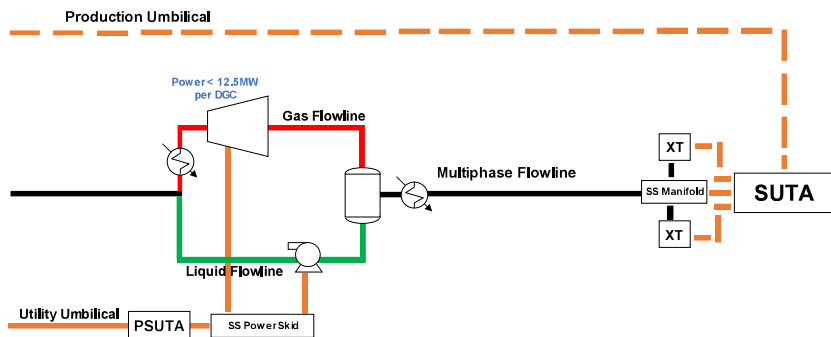 Production Umbilical
Power < 12.5MW
per DGC
Gas Flowline
XT
Multiphase Flowline
SS Manifold
SUTA
XT
Liquid Flowline
Utility Umbilical
PSUTA
SS Power Skid